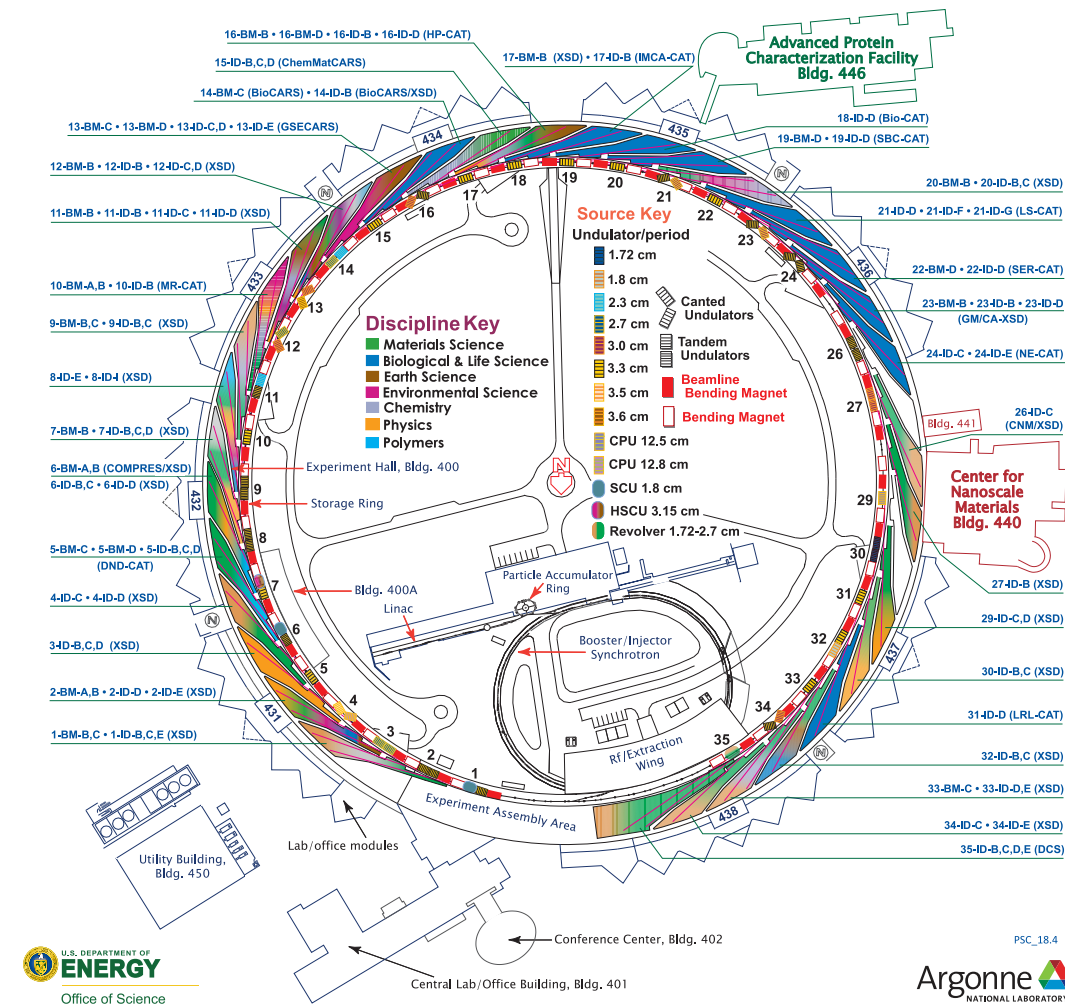 16-BM-B • 16-BM-D • 16-ID-B • 16-ID-D (HP-CAT)
15-ID-B,C,D (ChemMatCARS)
14-BM-C (BioCARS) • 14-ID-B (BioCARS/XSD)
13-BM-C • 13-BM-D • 13-ID-C,D • 13-ID-E (GSECARS)
12-BM-B • 12-ID-B • 12-ID-C,D (XSD)
11-BM-B • 11-ID-B • 11-ID-C • 11-ID-D (XSD)
10-BM-A,B • 10-ID-B (MR-CAT)
9-BM-B,C • 9-ID-B,C (XSD)
8-ID-E • 8-ID-I (XSD)
7-BM-B • 7-ID-B,C,D (XSD)
6-BM-A,B (COMPRES/XSD)
6-ID-B,C • 6-ID-D (XSD)
5-BM-C • 5-BM-D • 5-ID-B,C,D
(DND-CAT)
4-ID-C • 4-ID-D (XSD)
3-ID-B,C,D (XSD)
2-BM-A,B • 2-ID-D • 2-ID-E (XSD)
1-BM-B,C • 1-ID-B,C,E (XSD)
17-BM-B (XSD) • 17-ID-B (IMCA-CAT)
Advanced Protein
Characterization Facility
Bldg. 446
18-ID-D (Bio-CAT)
19-BM-D • 19-ID-D (SBC-CAT)
20-BM-B • 20-ID-B,C (XSD)
21-ID-D • 21-ID-F • 21-ID-G (LS-CAT)
22-BM-D • 22-ID-D (SER-CAT)
23-BM-B • 23-ID-B • 23-ID-D
(GM/CA-XSD)
24-ID-C • 24-ID-E (NE-CAT)
26-ID-C
(CNM/XSD)
Bldg. 441
Center for
Nanoscale
Materials
Bldg. 440
27-ID-B (XSD)
29-ID-C,D (XSD)
30-ID-B,C (XSD)
31-ID-D (LRL-CAT)
32-ID-B,C (XSD)
33-BM-C • 33-ID-D,E (XSD)
34-ID-C • 34-ID-E (XSD)
35-ID-B,C,D,E (DCS)
431
432
433
434
435
436
437
438
N
N
N
N
N
N
1
2
3
4
5
6
7
8
9
10
11
12
13
14
15
16
17
18
19
20
21
22
23
24
26
27
29
30
31
32
33
34
35
Discipline Key
Materials Science
Biological & Life Science
Earth Science
Environmental Science
Chemistry
Physics
Polymers
Source Key
Undulator/period
1.72 cm
1.8 cm
2.3 cm
2.7 cm
3.0 cm
3.3 cm
3.5 cm
3.6 cm
CPU 12.5 cm
CPU 12.8 cm
SCU 1.8 cm
HSCU 3.15 cm
Revolver 1.72-2.7 cm
Canted
Undulators
Tandem
Undulators
Beamline
Bending Magnet
Bending Magnet
Experiment Hall, Bldg. 400
Storage Ring
Bldg. 400A
Linac
Particle Accumulator
Ring
Booster/Injector
Synchrotron
Rf/Extraction
Wing
Experiment Assembly Area
Lab/office modules
Utility Building,
Bldg. 450
Conference Center, Bldg. 402
Central Lab/Office Building, Bldg. 401
U.S. DEPARTMENT OF
ENERGY
Office of Science
PSC_18.4
Argonne
NATIONAL LABORATORY